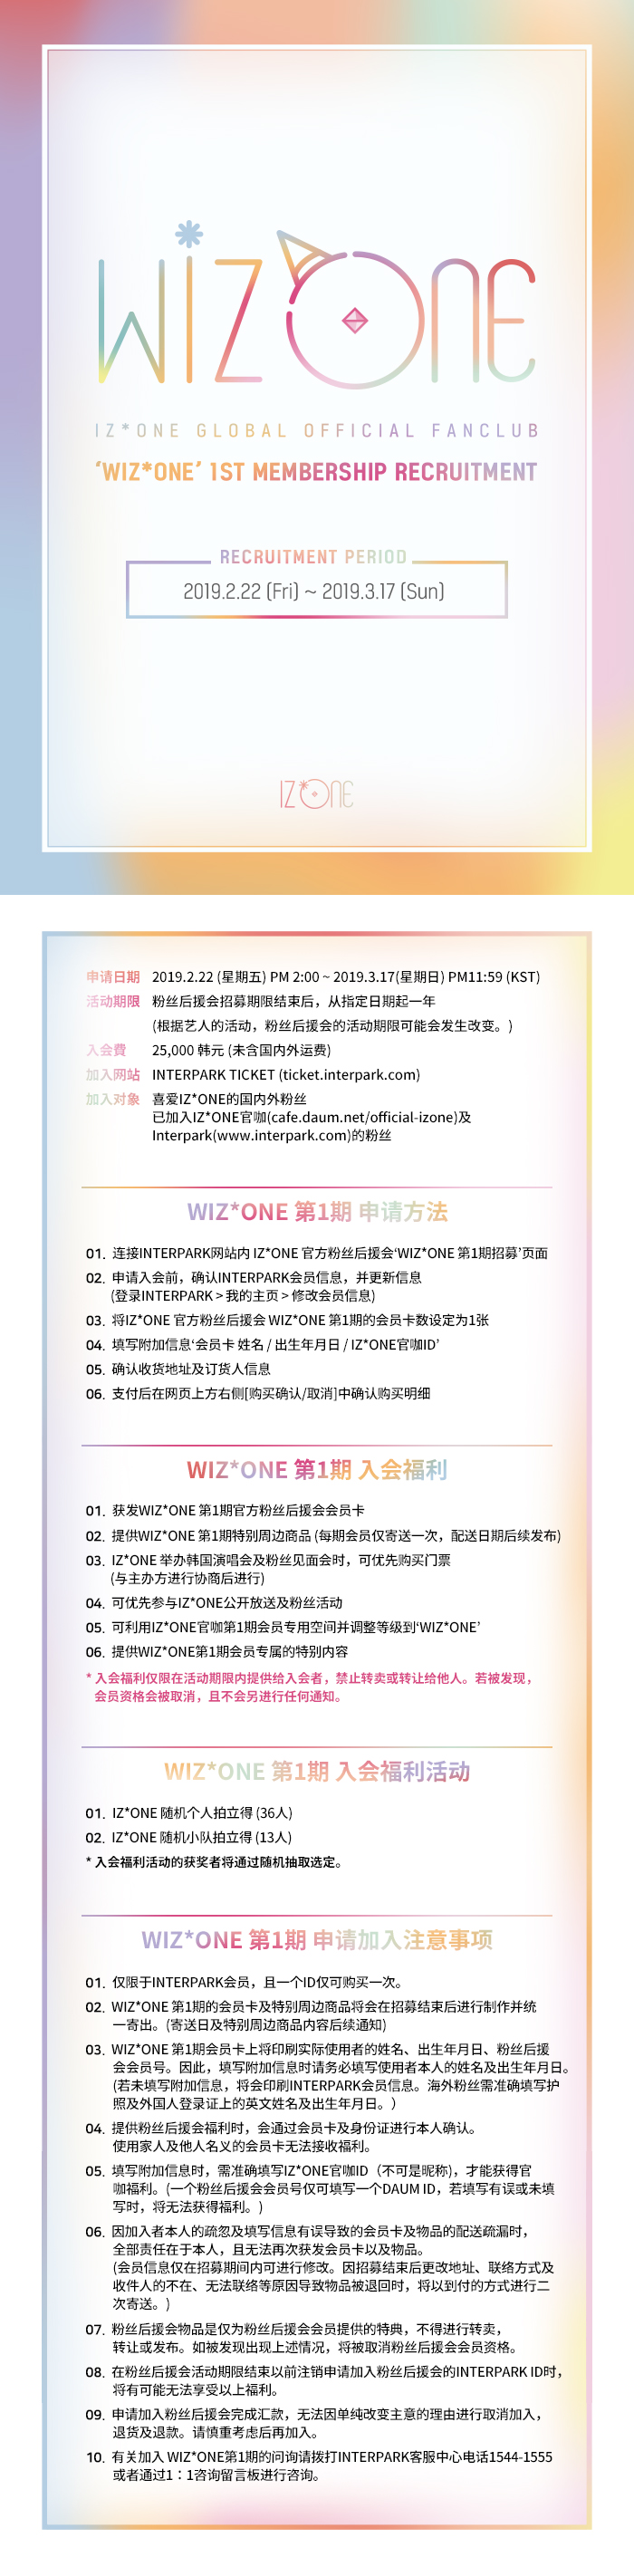 WIZ*ONE
IZ*ONE GLOBAL OFFICIAL FANCLUB
‘WIZ*ONE’ 1ST MEMBERSHIP RECRUITMENT
RECRUITMENT PERIOD
2019.2.22 (Fri) ~ 2019.3.17 (Sun)
IZ*ONE
申请日期 2019.2.22 (星期五) PM 2:00 ~ 2019.3.17(星期日) PM11:59 (KST)
活动期限 粉丝后援会招募期限结束后，从指定日期起一年
(根据艺人的活动，粉丝后援会的活动期限可能会发生改变。)
入会費 25,000 韩元 (未含国内外运费)
加入网站 INTERPARK TICKET (ticket.interpark.com)
加入对象 喜爱IZ*ONE的国内外粉丝
已加入IZ*ONE官咖(cafe.daum.net/official-izone)及
Interpark(www.interpark.com)的粉丝
WIZ*ONE 第1期 申请方法
01. 连接INTERPARK网站内 IZ*ONE 官方粉丝后援会‘WIZ*ONE 第1期招募’页面
02. 申请入会前，确认INTERPARK会员信息，并更新信息
(登录INTERPARK > 我的主页 > 修改会员信息)
03. 将IZ*ONE 官方粉丝后援会 WIZ*ONE 第1期的会员卡数设定为1张
04. 填写附加信息‘会员卡 姓名 / 出生年月日 / IZ*ONE官咖ID’
05. 确认收货地址及订货人信息
06. 支付后在网页上方右侧[购买确认/取消]中确认购买明细
WIZ*ONE 第1期 入会福利
01. 获发WIZ*ONE 第1期官方粉丝后援会会员卡
02. 提供WIZ*ONE 第1期特别周边商品 (每期会员仅寄送一次，配送日期后续发布)
03. IZ*ONE 举办韩国演唱会及粉丝见面会时，可优先购买门票
(与主办方进行协商后进行)
04. 可优先参与IZ*ONE公开放送及粉丝活动
05. 可利用IZ*ONE官咖第1期会员专用空间并调整等级到‘WIZ*ONE’
06. 提供WIZ*ONE第1期会员专属的特别内容
* 入会福利仅限在活动期限内提供给入会者，禁止转卖或转让给他人。若被发现，
会员资格会被取消，且不会另进行任何通知。
WIZ*ONE 第1期 入会福利活动
01. IZ*ONE 随机个人拍立得 (36人)
02. IZ*ONE 随机小队拍立得 (13人)
* 入会福利活动的获奖者将通过随机抽取选定。
WIZ*ONE 第1期 申请加入注意事项
01. 仅限于INTERPARK会员，且一个ID仅可购买一次。
02. WIZ*ONE 第1期的会员卡及特别周边商品将会在招募结束后进行制作并统
一寄出。(寄送日及特别周边商品内容后续通知)
03. WIZ*ONE 第1期会员卡上将印刷实际使用者的姓名、出生年月日、粉丝后援
会会员号。因此，填写附加信息时请务必填写使用者本人的姓名及出生年月日。
(若未填写附加信息，将会印刷INTERPARK会员信息。海外粉丝需准确填写护
照及外国人登录证上的英文姓名及出生年月日。)
04. 提供粉丝后援会福利时，会通过会员卡及身份证进行本人确认。
使用家人及他人名义的会员卡无法接收福利。
05. 填写附加信息时，需准确填写IZ*ONE官咖ID（不可是昵称)，才能获得官
咖福利。(一个粉丝后援会会员号仅可填写一个DAUM ID，若填写有误或未填
写时，将无法获得福利。)
06. 因加入者本人的疏忽及填写信息有误导致的会员卡及物品的配送疏漏时，
全部责任在于本人，且无法再次获发会员卡以及物品。
(会员信息仅在招募期间内可进行修改。因招募结束后更改地址、联络方式及
收件人的不在、无法联络等原因导致物品被退回时，将以到付的方式进行二
次寄送。)
07. 粉丝后援会物品是仅为粉丝后援会会员提供的特典，不得进行转卖，
转让或发布。如被发现出现上述情况，将被取消粉丝后援会会员资格。
08. 在粉丝后援会活动期限结束以前注销申请加入粉丝后援会的INTERPARK ID时，
将有可能无法享受以上福利。
09. 申请加入粉丝后援会完成汇款，无法因单纯改变主意的理由进行取消加入，
退货及退款。请慎重考虑后再加入。
10. 有关加入 WIZ*ONE第1期的问询请拨打INTERPARK客服中心电话1544-1555
或者通过1：1咨询留言板进行咨询。